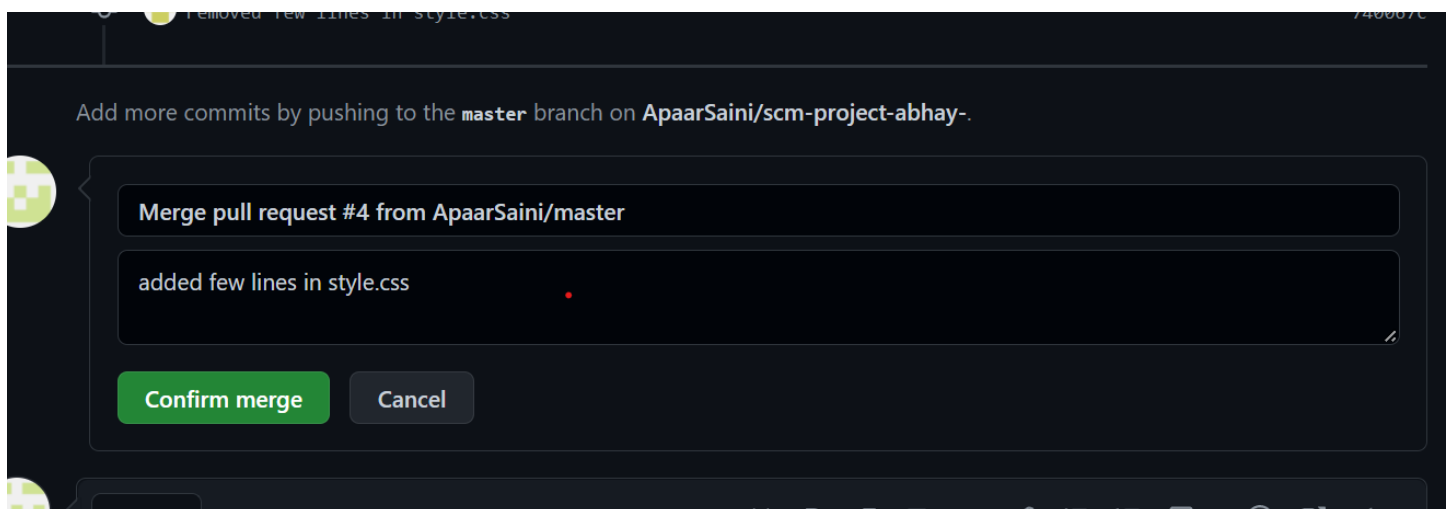 removed few lines in style.css 740067c
Add more commits by pushing to the master branch on ApaarSaini/scm-project-abhay-.
Merge pull request #4 from ApaarSaini/master
added few lines in style.css
Confirm merge Cancel